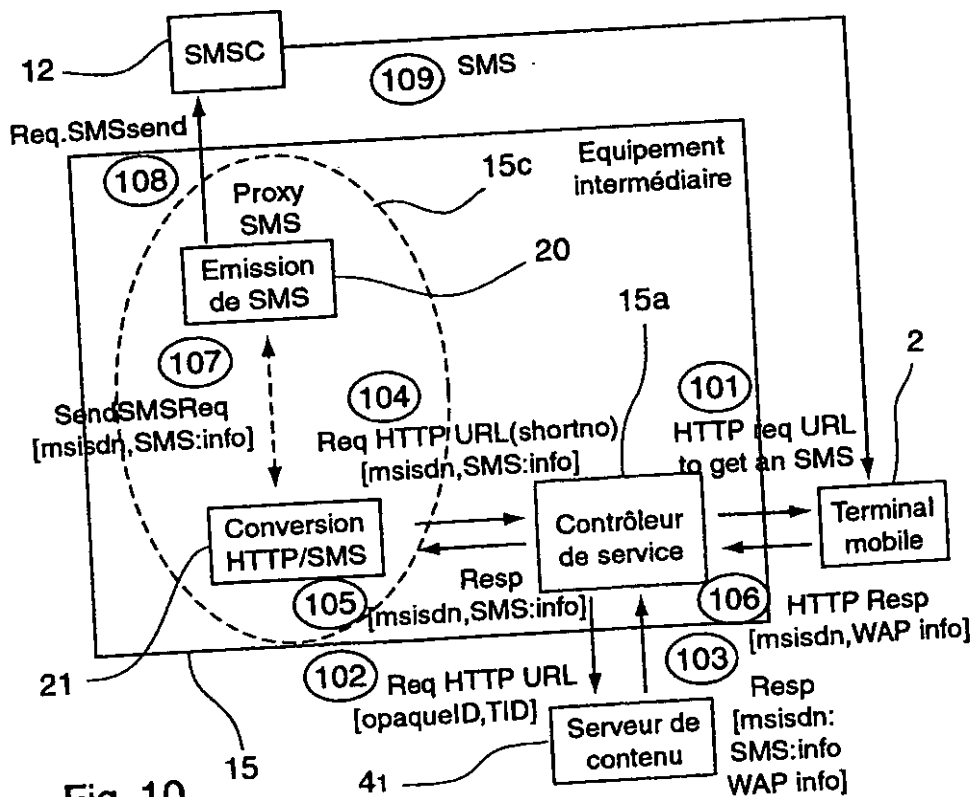 SMSC
12
109
SMS
Req.SMSsend
108
15c
Equipement
intermédiaire
Proxy
SMS
20
Emission
de SMS
15a
2
107
104
101
SendSMSReq
[msisdn,SMS:info]
Req HTTP URL(shortno)
[msisdn,SMS:info]
HTTP req URL
to get an SMS
Conversion
HTTP/SMS
Contrôleur
de service
Terminal
mobile
105
Resp
[msisdn,SMS:info]
106
HTTP Resp
[msisdn,WAP info]
21
102
Req HTTP URL
[opaqueID,TID]
103
Resp
[msisdn:
SMS:info
WAP info]
15
41
Serveur de
contenu
Fig. 10